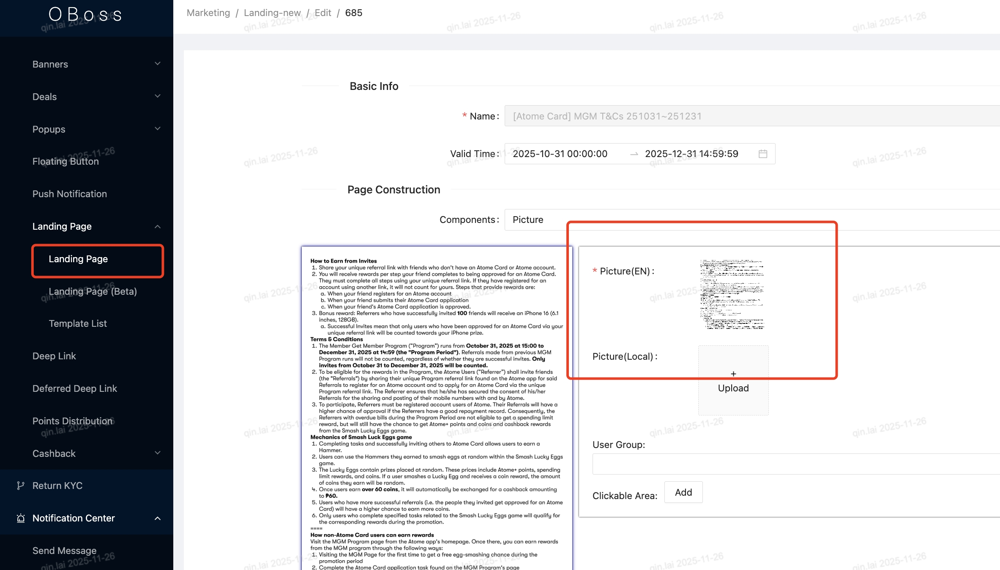 OBoss
Marketing / Landing-new / Edit / 685
Banners
Deals
Popups
Floating Button
Push Notification
Landing Page
Landing Page
Landing Page (Beta)
Template List
Deep Link
Deferred Deep Link
Points Distribution
Cashback
Return KYC
Notification Center
Send Message
Basic Info
* Name:
[Atome Card] MGM T&Cs 251031~251231
Valid Time:
2025-10-31 00:00:00 → 2025-12-31 14:59:59
Page Construction
Components:
Picture
How to Earn from Invites
1. Share your unique referral link with friends who don't have an Atome Card or Atome account.
2. You will receive rewards per step your friend completes to being approved for an Atome Card.
They must complete all steps using your unique referral link. If they have registered for an
account using another link, it will not count for yours. Steps that provide rewards are:
a. When your friend registers for an Atome account
b. When your friend submits their Atome Card application
c. When your friend's Atome Card application is approved.
3. Bonus reward: Referrers who have successfully invited 100 friends will receive an iPhone 16 (6.1
inches, 128GB).
a. Successful Invites mean that only users who have been approved for an Atome Card via your
unique referral link will be counted towards your iPhone prize.
Terms & Conditions
1. The Member Get Member Program (“Program”) runs from October 31, 2025 at 15:00 to
December 31, 2025 at 14:59 (the "Program Period"). Referrals made from previous MGM
Program runs will not be counted, regardless of whether they are successful invites. Only
invites from October 31 to December 31, 2025 will be counted.
2. To be eligible for the rewards in the Program, the Atome Users (“Referrer”) shall invite friends
(the "Referrals") by sharing their unique Program referral link found on the Atome app for said
Referrals to register for an Atome account and to apply for an Atome Card via the unique
Program referral link. The Referrer ensures that he/she has secured the consent of his/her
Referrals for the sharing and posting of their mobile numbers with and by Atome.
3. To participate, Referrers must be registered account users of Atome. Their Referrals will have a
higher chance of approval if the Referrers have a good repayment record. Consequently, the
Referrers with overdue bills during the Program Period are not eligible to get a spending limit
reward, but will still have the chance to get Atome+ points and coins and cashback rewards
from the Smash Lucky Eggs game.
Mechanics of Smash Luck Eggs game
1. Completing tasks and successfully inviting others to Atome Card allows users to earn a
Hammer.
2. Users can use the Hammers they earned to smash eggs at random within the Smash Lucky Eggs
game.
3. The Lucky Eggs contain prizes placed at random. These prices include Atome+ points, spending
limit rewards, and coins. If a user smashes a Lucky Egg and receives a coin reward, the amount
of coins they earn will be random.
4. Once users earn over 60 coins, it will automatically be exchanged for a cashback amounting
to ₱60.
5. Users who have more successful referrals (i.e. the people they invited get approved for an Atome
Card) will have a higher chance to earn more coins.
6. Only users who complete specified tasks related to the Smash Lucky Eggs game will qualify for
the corresponding rewards during the promotion.
====
How non-Atome Card users can earn rewards
Visit the MGM Program page from the Atome app's homepage. Once there, you can earn rewards
from the MGM program through the following ways:
1. Visiting the MGM Page for the first time to get a free egg-smashing chance during the
promotion period
2. Complete the Atome Card application task found on the MGM Program's page
* Picture(EN):
Picture(Local):
+
Upload
User Group:
Clickable Area:
Add
qin.lai 2025-11-26